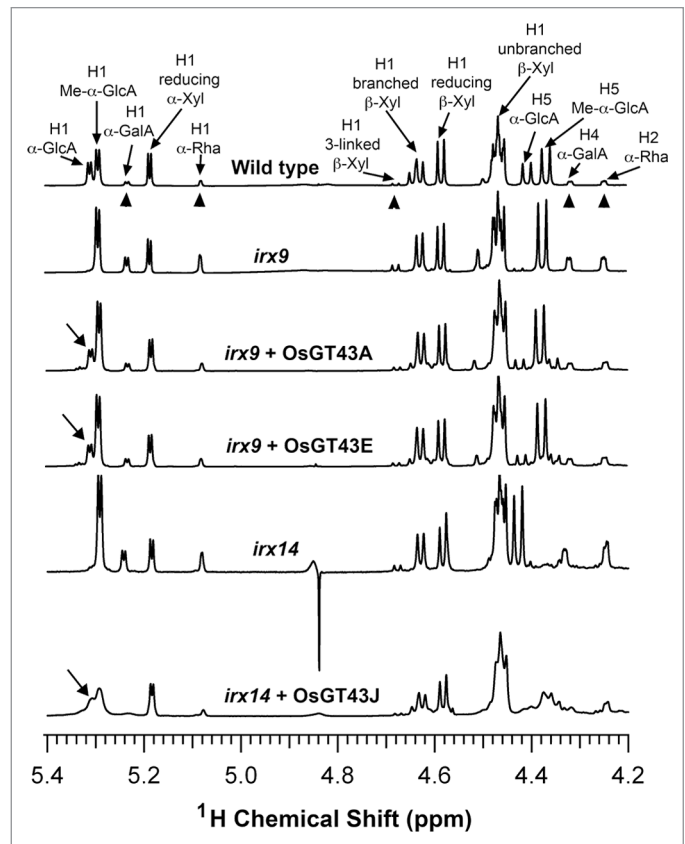 H1
Me-α-GlcA
H1
α-GlcA
H1
α-GalA
H1
reducing
α-Xyl
H1
α-Rha
Wild type
H1
3-linked
β-Xyl
H1
branched
β-Xyl
H1
reducing
β-Xyl
H1
unbranched
β-Xyl
H5
α-GlcA
H5
Me-α-GlcA
H4
α-GalA
H2
α-Rha
irx9
irx9 + OsGT43A
irx9 + OsGT43E
irx14
irx14 + OsGT43J
5.4 5.2 5.0 4.8 4.6 4.4 4.2
¹H Chemical Shift (ppm)